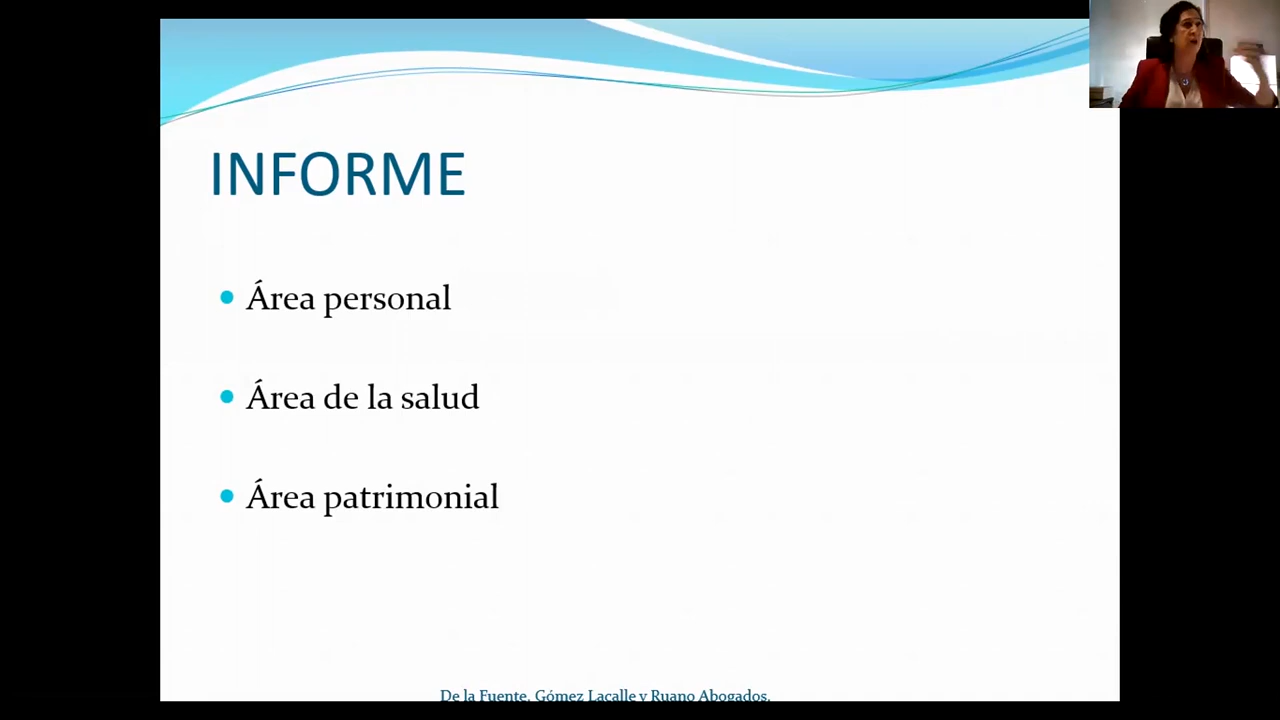 INFORME
Área personal
Área de la salud
Área patrimonial
De la Fuente, Gómez Lacalle y Ruano Abogados.